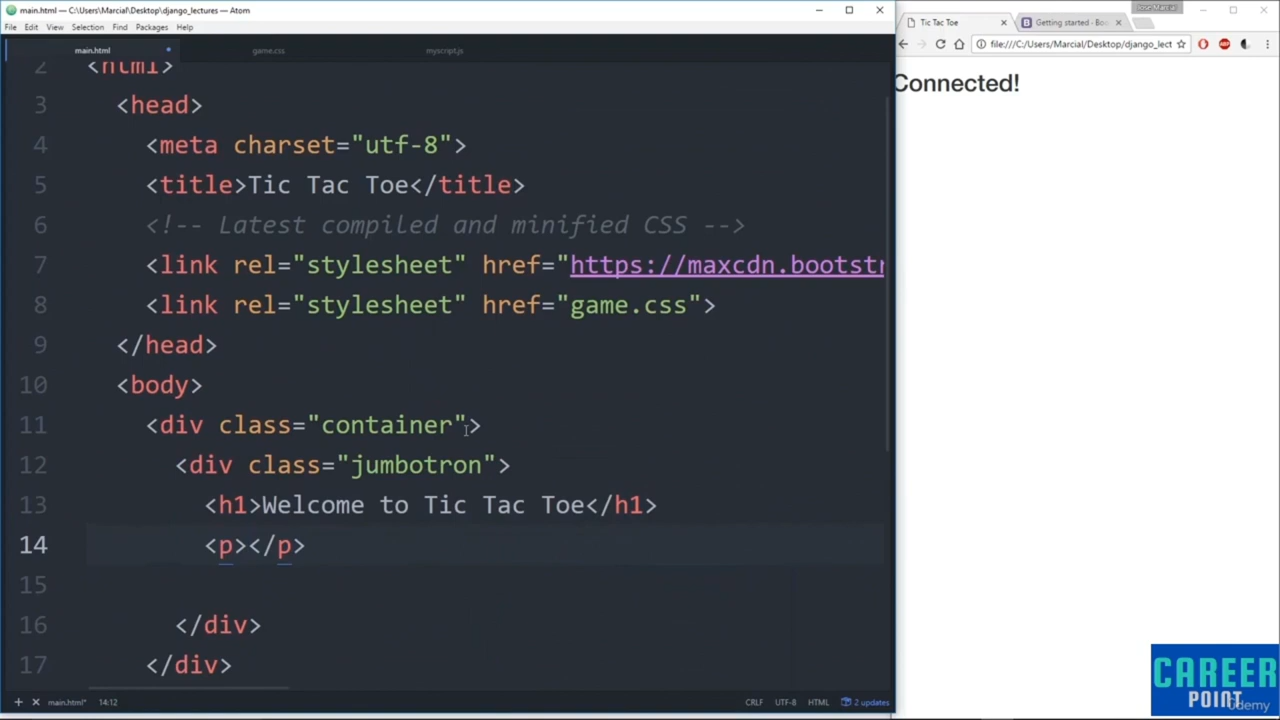 main.html — C:\Users\Marcial\Desktop\django_lectures — Atom
File Edit View Selection Find Packages Help
main.html game.css myscript.js
2 <html>
3 <head>
4 <meta charset="utf-8">
5 <title>Tic Tac Toe</title>
6 <!-- Latest compiled and minified CSS -->
7 <link rel="stylesheet" href="https://maxcdn.bootstr
8 <link rel="stylesheet" href="game.css">
9 </head>
10 <body>
11 <div class="container">
12 <div class="jumbotron">
13 <h1>Welcome to Tic Tac Toe</h1>
14 <p></p>
15
16 </div>
17 </div>
main.html* 14:12 CRLF UTF-8 HTML 2 updates
Jose Marcial
Tic Tac Toe Getting started - Boo
file:///C:/Users/Marcial/Desktop/django_lect
ABP
Connected!
CAREER
POINT
Udemy